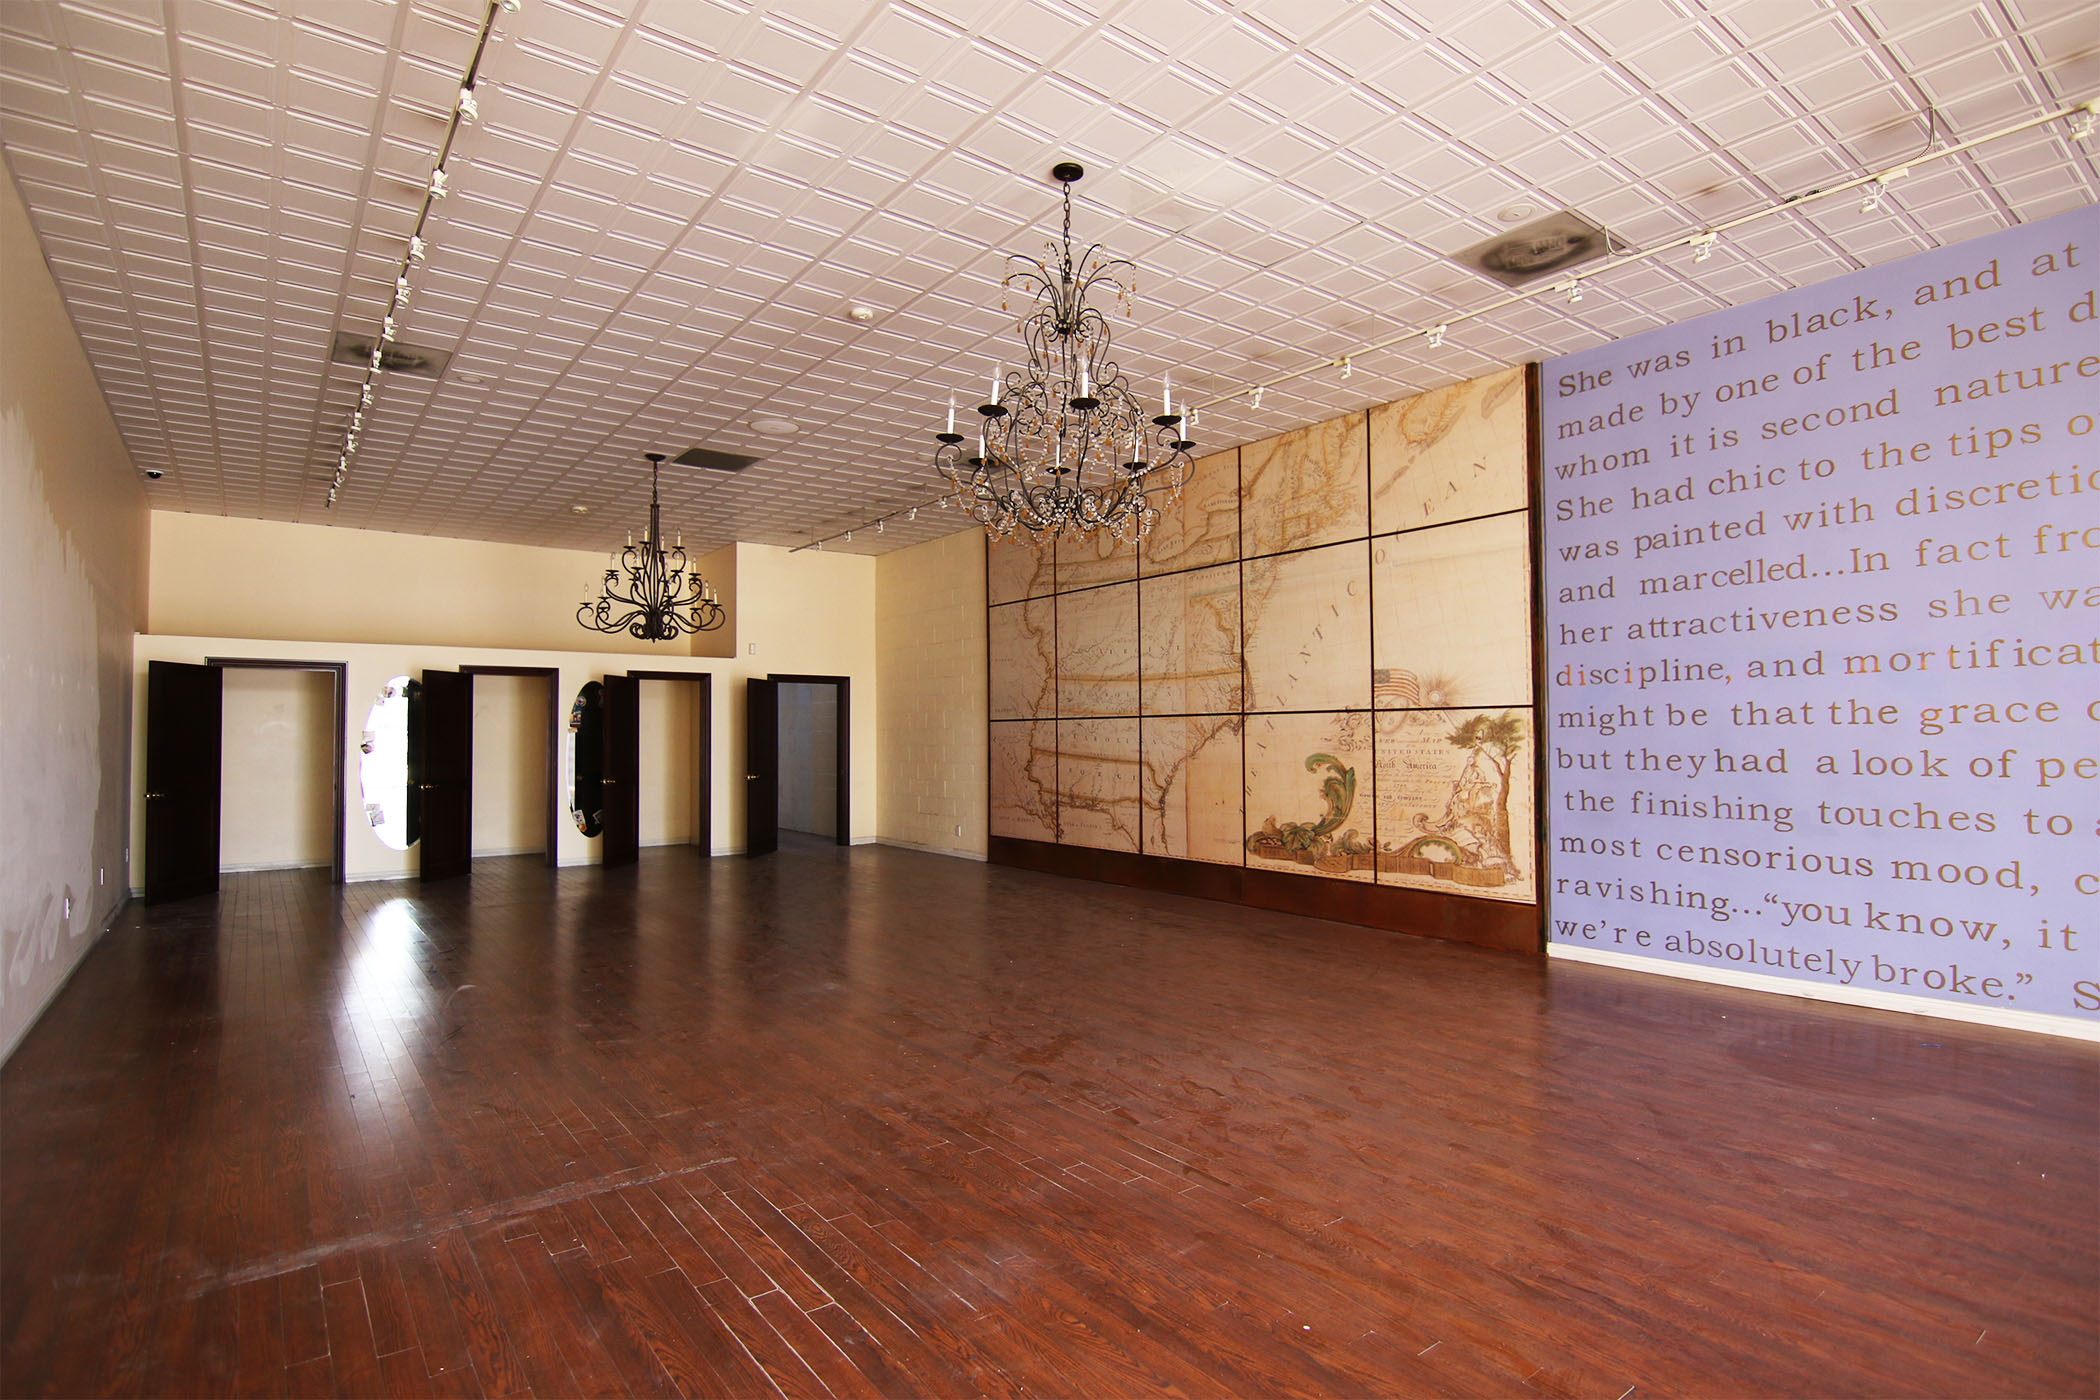 She was in black, and at
made by one of the best d
whom it is second nature
She had chic to the tips o
was painted with discretio
and marcelled...In fact fro
her attractiveness she wa
discipline, and mortificat
might be that the grace o
but they had a look of pe
the finishing touches to a
most censorious mood, c
ravishing..."you know, it
we're absolutely broke." S
ATLANTIC OCEAN
UNITED STATES
North America